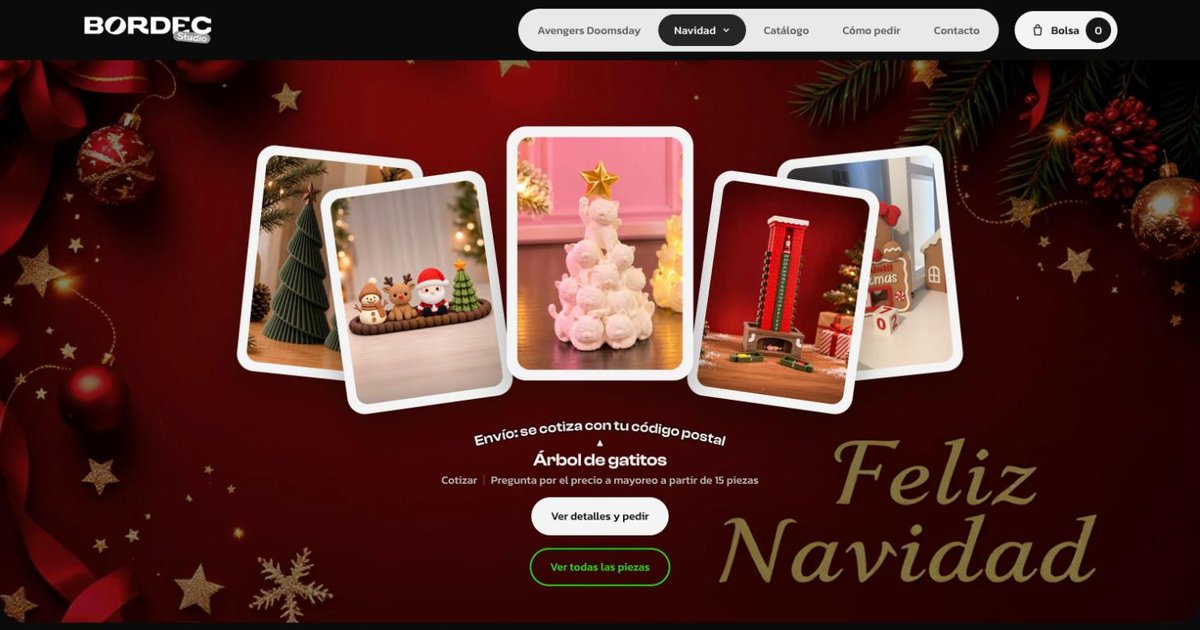 BORDEC
Studio
Avengers Doomsday
Navidad
Catálogo
Cómo pedir
Contacto
Bolsa
0
mas
0
Envío: se cotiza con tu código postal
Árbol de gatitos
Cotizar | Pregunta por el precio a mayoreo a partir de 15 piezas
Ver detalles y pedir
Ver todas las piezas
Feliz
Navidad